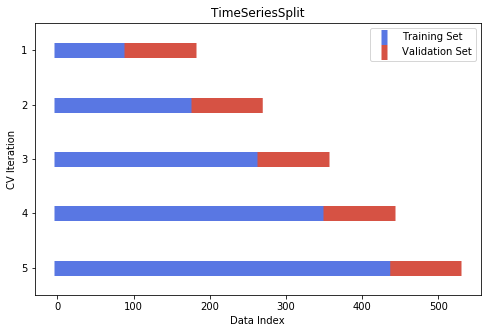 TimeSeriesSplit
Training Set
Validation Set
CV Iteration
1
2
3
4
5
0
100
200
300
400
500
Data Index